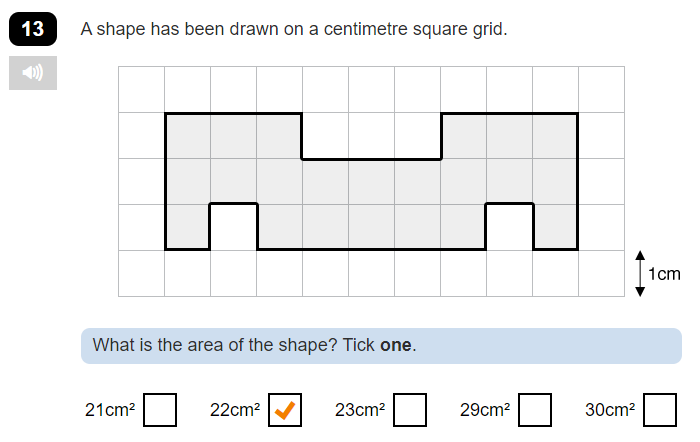 13 A shape has been drawn on a centimetre square grid.
1cm
What is the area of the shape? Tick one.
21cm² 22cm² 23cm² 29cm² 30cm²